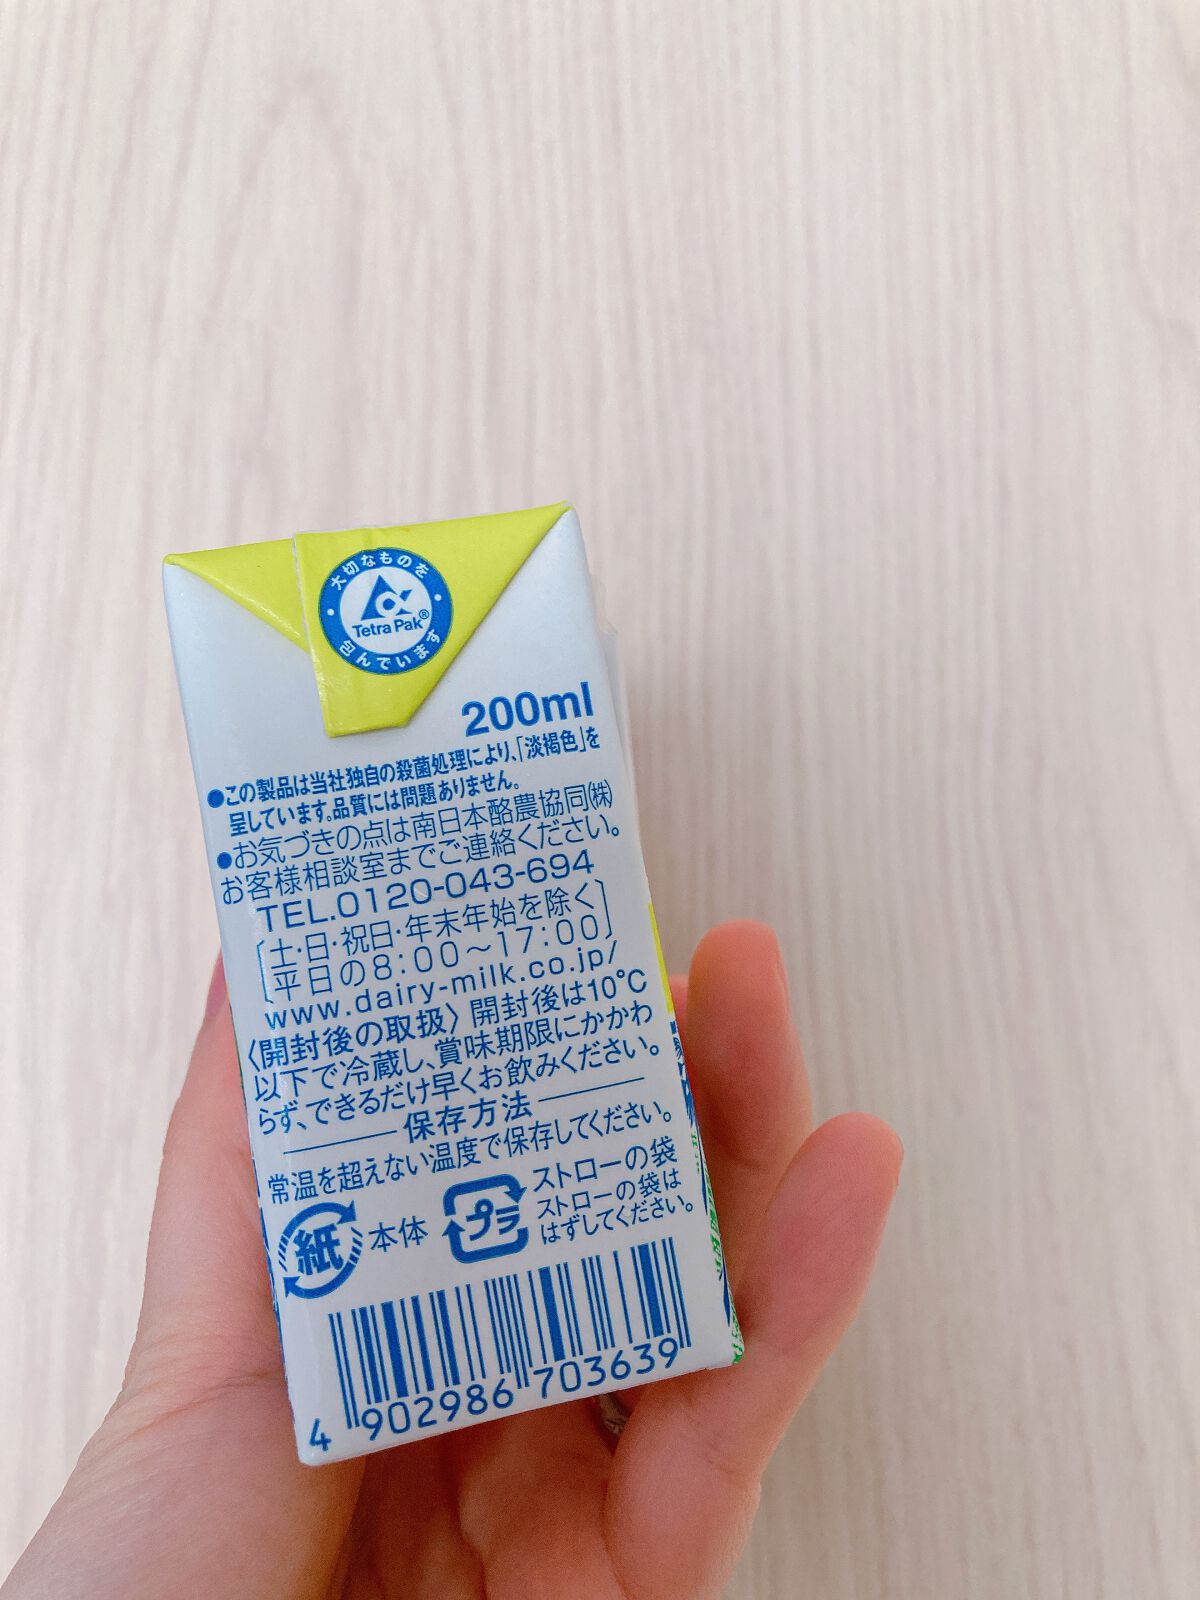 大切なものを
Tetra Pak®
包んでいます
200ml
●この製品は当社独自の殺菌処理により、「淡褐色」を
呈しています。品質には問題ありません。
●お気づきの点は南日本酪農協同㈱
お客様相談室までご連絡ください。
TEL.0120-043-694
土・日・祝日・年末年始を除く
平日の8:00～17:00
www.dairy-milk.co.jp/
〈開封後の取扱〉開封後は10℃
以下で冷蔵し、賞味期限にかかわ
らず、できるだけ早くお飲みください。
保存方法
常温を超えない温度で保存してください。
紙 本体 プラ ストローの袋
ストローの袋は
はずしてください。
4 902986 703639